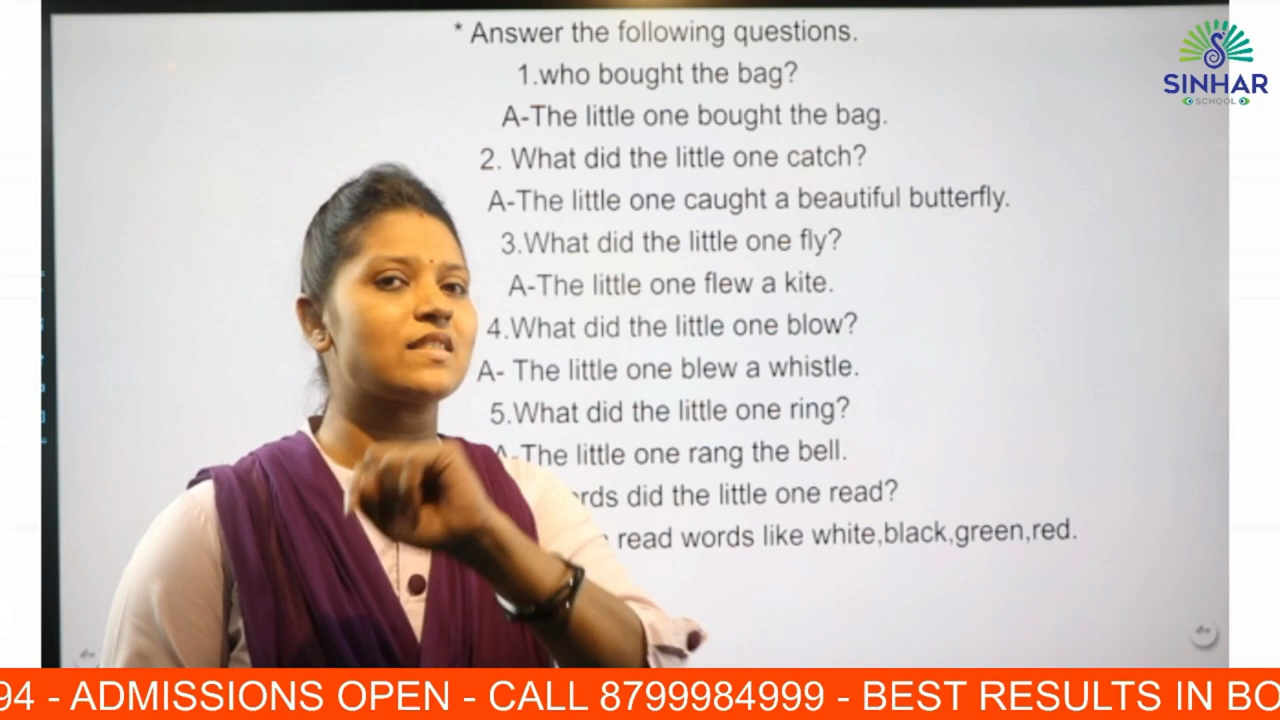 * Answer the following questions.
1.who bought the bag?
A-The little one bought the bag.
2. What did the little one catch?
A-The little one caught a beautiful butterfly.
3.What did the little one fly?
A-The little one flew a kite.
4.What did the little one blow?
A- The little one blew a whistle.
5.What did the little one ring?
A-The little one rang the bell.
did the little one read?
read words like white,black,green,red.
SINHAR
SCHOOL
94 - ADMISSIONS OPEN - CALL 8799984999 - BEST RESULTS IN BO